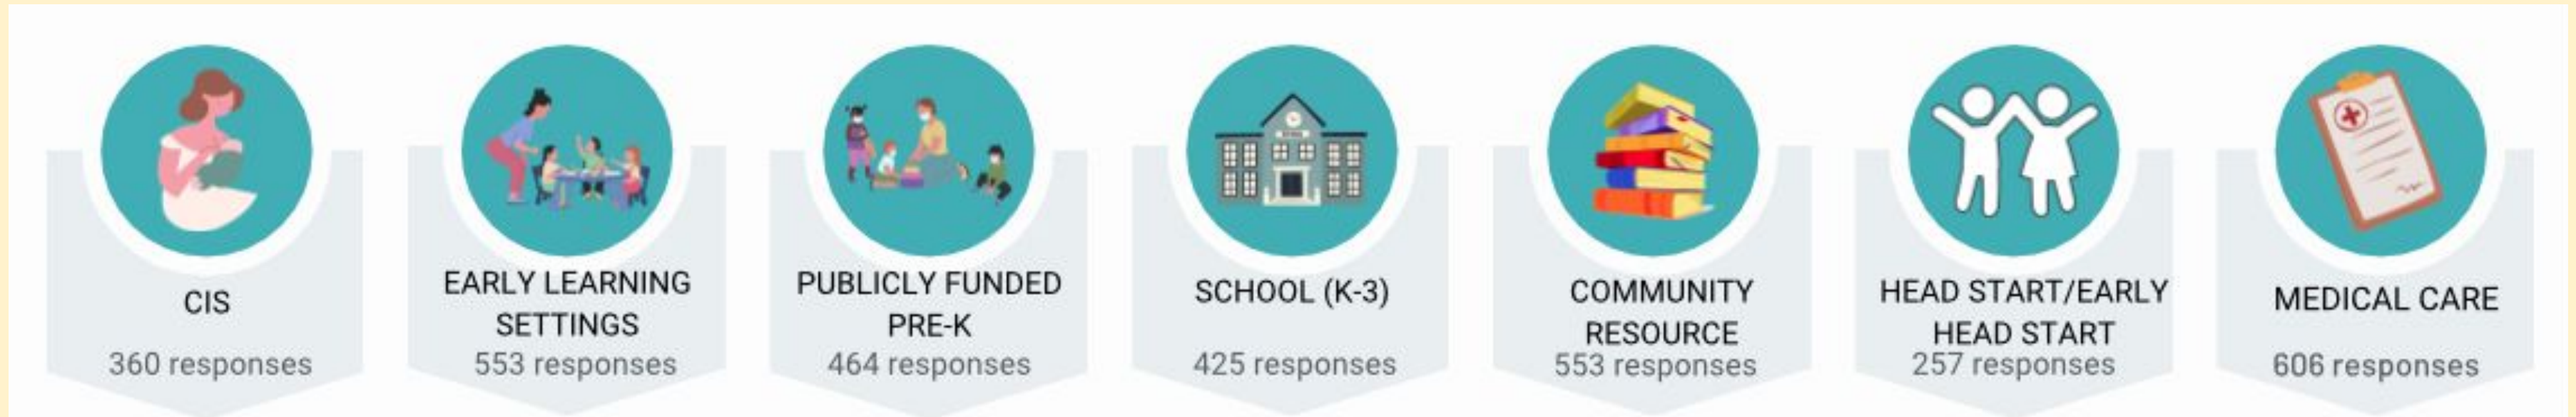 CIS
360 responses
EARLY LEARNING
SETTINGS
553 responses
PUBLICLY FUNDED
PRE-K
464 responses
SCHOOL (K-3)
425 responses
COMMUNITY
RESOURCE
553 responses
HEAD START/EARLY
HEAD START
257 responses
MEDICAL CARE
606 responses